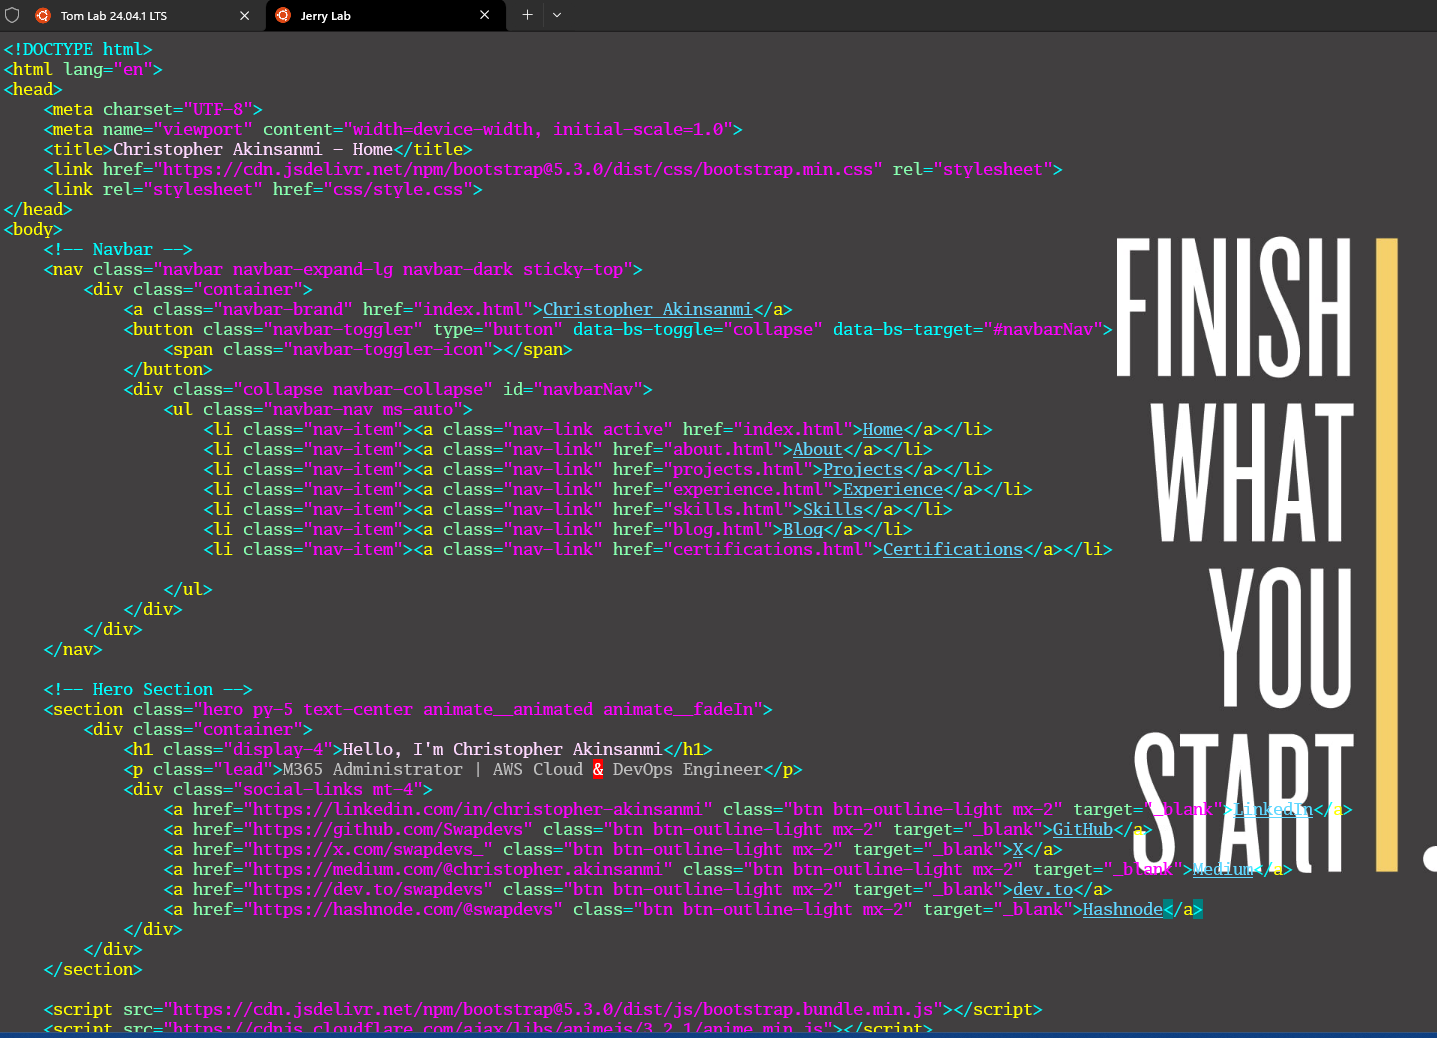 Tom Lab 24.04.1 LTS
Jerry Lab
<!DOCTYPE html>
<html lang="en">
<head>
    <meta charset="UTF-8">
    <meta name="viewport" content="width=device-width, initial-scale=1.0">
    <title>Christopher Akinsanmi - Home</title>
    <link href="https://cdn.jsdelivr.net/npm/bootstrap@5.3.0/dist/css/bootstrap.min.css" rel="stylesheet">
    <link rel="stylesheet" href="css/style.css">
</head>
<body>
    <!-- Navbar -->
    <nav class="navbar navbar-expand-lg navbar-dark sticky-top">
        <div class="container">
            <a class="navbar-brand" href="index.html">Christopher Akinsanmi</a>
            <button class="navbar-toggler" type="button" data-bs-toggle="collapse" data-bs-target="#navbarNav">
                <span class="navbar-toggler-icon"></span>
            </button>
            <div class="collapse navbar-collapse" id="navbarNav">
                <ul class="navbar-nav ms-auto">
                    <li class="nav-item"><a class="nav-link active" href="index.html">Home</a></li>
                    <li class="nav-item"><a class="nav-link" href="about.html">About</a></li>
                    <li class="nav-item"><a class="nav-link" href="projects.html">Projects</a></li>
                    <li class="nav-item"><a class="nav-link" href="experience.html">Experience</a></li>
                    <li class="nav-item"><a class="nav-link" href="skills.html">Skills</a></li>
                    <li class="nav-item"><a class="nav-link" href="blog.html">Blog</a></li>
                    <li class="nav-item"><a class="nav-link" href="certifications.html">Certifications</a></li>
                </ul>
            </div>
        </div>
    </nav>
    <!-- Hero Section -->
    <section class="hero py-5 text-center animate__animated animate__fadeIn">
        <div class="container">
            <h1 class="display-4">Hello, I'm Christopher Akinsanmi</h1>
            <p class="lead">M365 Administrator | AWS Cloud & DevOps Engineer</p>
            <div class="social-links mt-4">
                <a href="https://linkedin.com/in/christopher-akinsanmi" class="btn btn-outline-light mx-2" target="_blank">LinkedIn</a>
                <a href="https://github.com/Swapdevs" class="btn btn-outline-light mx-2" target="_blank">GitHub</a>
                <a href="https://x.com/swapdevs_" class="btn btn-outline-light mx-2" target="_blank">X</a>
                <a href="https://medium.com/@christopher.akinsanmi" class="btn btn-outline-light mx-2" target="_blank">Medium</a>
                <a href="https://dev.to/swapdevs" class="btn btn-outline-light mx-2" target="_blank">dev.to</a>
                <a href="https://hashnode.com/@swapdevs" class="btn btn-outline-light mx-2" target="_blank">Hashnode</a>
            </div>
        </div>
    </section>
    <script src="https://cdn.jsdelivr.net/npm/bootstrap@5.3.0/dist/js/bootstrap.bundle.min.js"></script>
    <script src="https://cdnjs.cloudflare.com/ajax/libs/animejs/3.2.1/anime.min.js"></script>
FINISH
WHAT
YOU
START.